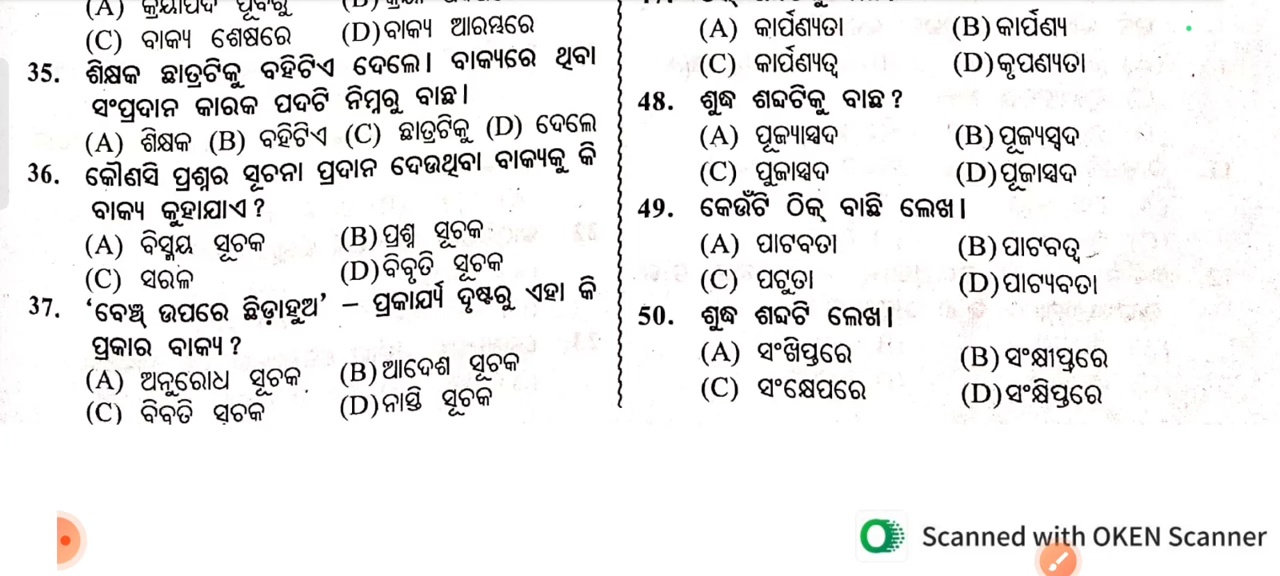 (C) ବାକ୍ୟ ଶେଷରେ (D) ବାକ୍ୟ ଆରମ୍ଭରେ
35. ଶିକ୍ଷକ ଛାତ୍ରଟିକୁ ବହିଟିଏ ଦେଲେ। ବାକ୍ୟରେ ଥିବା
ସଂପ୍ରଦାନ କାରକ ପଦଟି ନିମ୍ନରୁ ବାଛ।
(A) ଶିକ୍ଷକ (B) ବହିଟିଏ (C) ଛାତ୍ରଟିକୁ (D) ଦେଲେ
36. କୌଣସି ପ୍ରଶ୍ନର ସୂଚନା ପ୍ରଦାନ ଦେଉଥିବା ବାକ୍ୟକୁ କି
ବାକ୍ୟ କୁହାଯାଏ ?
(A) ବିସ୍ମୟ ସୂଚକ (B) ପ୍ରଶ୍ନ ସୂଚକ
(C) ସରଳ (D) ବିବୃତି ସୂଚକ
37. ‘ବେଞ୍ଚ୍ ଉପରେ ଛିଡ଼ାହୁଅ’ – ପ୍ରକାର୍ଯ୍ୟ ଦୃଷ୍ଟିରୁ ଏହା କି
ପ୍ରକାର ବାକ୍ୟ ?
(A) ଅନୁରୋଧ ସୂଚକ (B) ଆଦେଶ ସୂଚକ
(C) ବିବୃତି ସୂଚକ (D) ନାସ୍ତି ସୂଚକ
(A) କାର୍ପଣ୍ୟତା (B) କାର୍ପଣ୍ୟ
(C) କାର୍ପଣ୍ୟତ୍ୱ (D) କୃପଣ୍ୟତା
48. ଶୁଦ୍ଧ ଶବ୍ଦଟିକୁ ବାଛ ?
(A) ପୂଜ୍ୟାସ୍ପଦ (B) ପୂଜ୍ୟସ୍ପଦ
(C) ପୁଜାସ୍ପଦ (D) ପୂଜାସ୍ପଦ
49. କେଉଁଟି ଠିକ୍ ବାଛି ଲେଖ।
(A) ପାଟବତା (B) ପାଟବତ୍ୱ
(C) ପଟୁତା (D) ପାଟ୍ୟବତା
50. ଶୁଦ୍ଧ ଶବ୍ଦଟି ଲେଖ।
(A) ସଂଖିପ୍ତରେ (B) ସଂକ୍ଷୀପ୍ତରେ
(C) ସଂକ୍ଷେପରେ (D) ସଂକ୍ଷିପ୍ତରେ
Scanned with OKEN Scanner